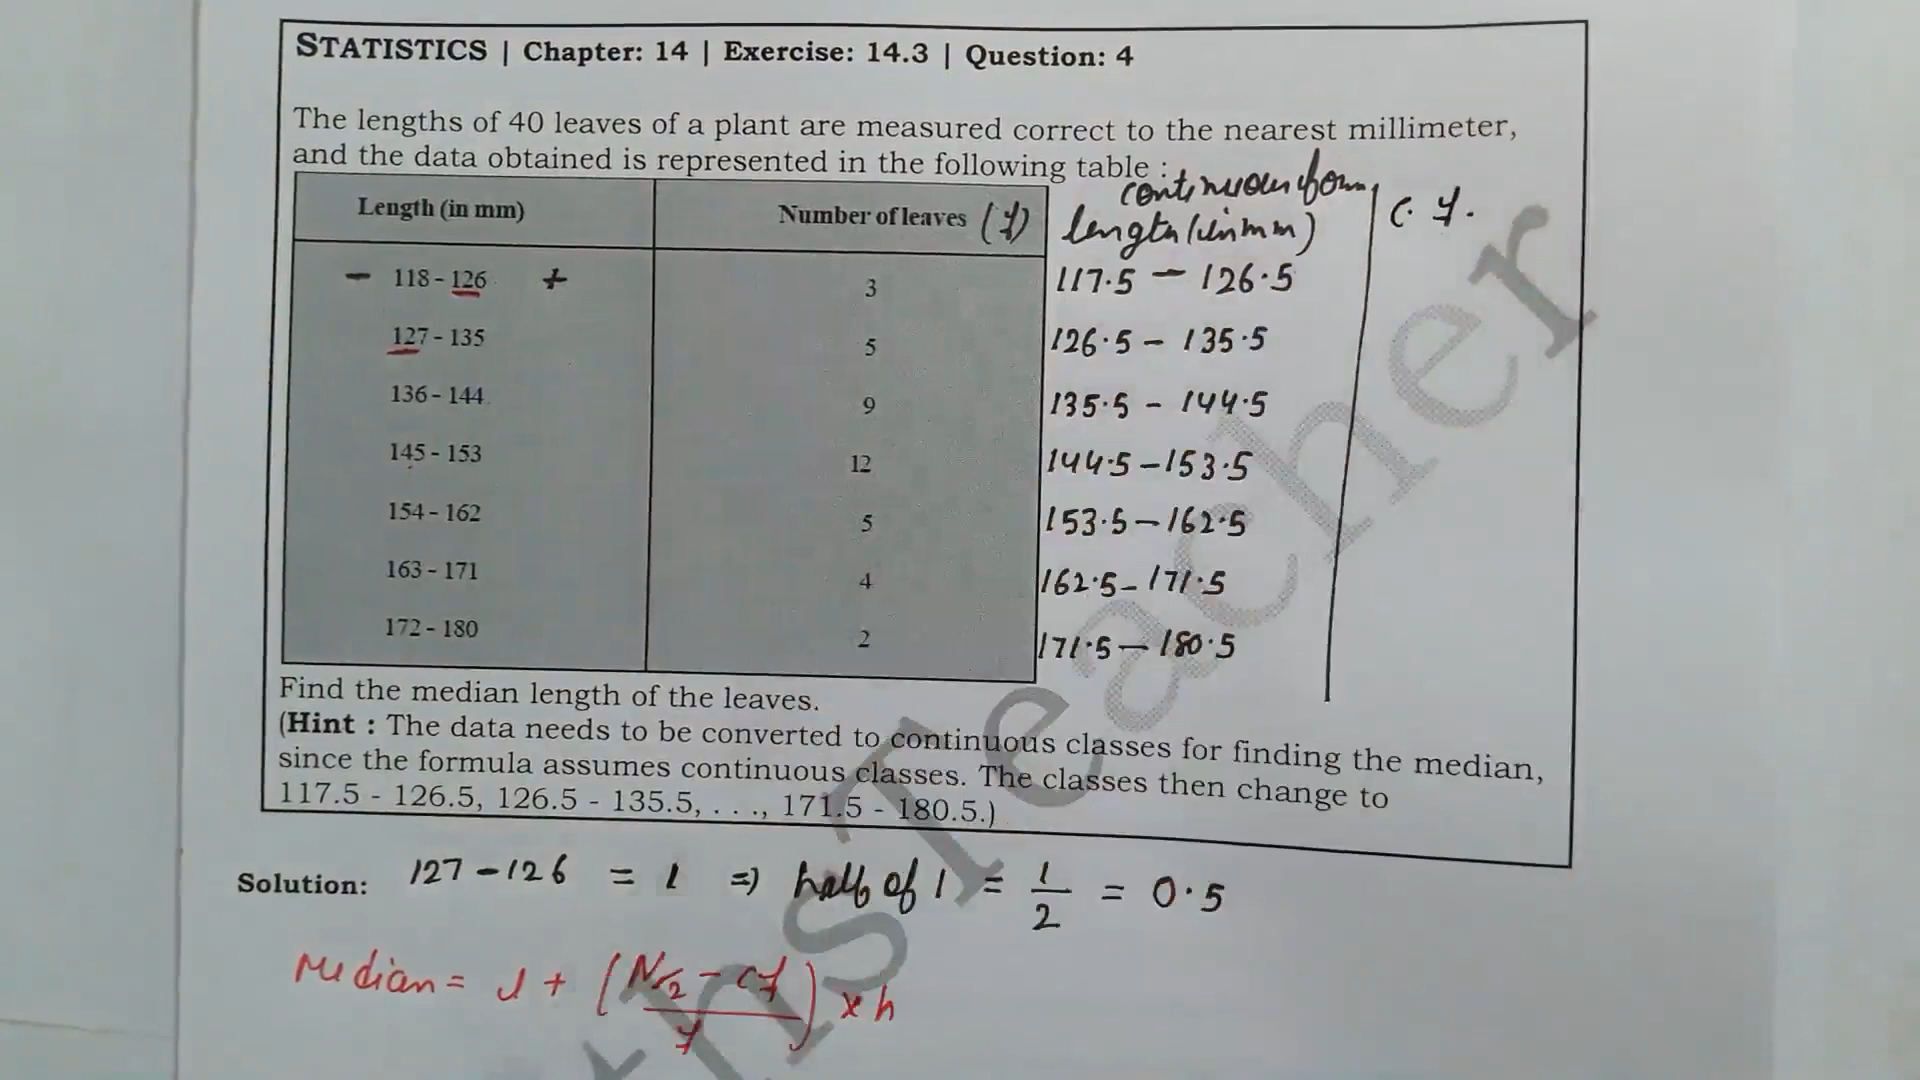 STATISTICS | Chapter: 14 | Exercise: 14.3 | Question: 4
The lengths of 40 leaves of a plant are measured correct to the nearest millimeter,
and the data obtained is represented in the following table :
continuous form
Length (in mm) Number of leaves (f) length (in mm) C.f.
- 118 - 126 + 3 117.5 - 126.5
127 - 135 5 126.5 - 135.5
136 - 144 9 135.5 - 144.5
145 - 153 12 144.5 - 153.5
154 - 162 5 153.5 - 162.5
163 - 171 4 162.5 - 171.5
172 - 180 2 171.5 - 180.5
Find the median length of the leaves.
(Hint : The data needs to be converted to continuous classes for finding the median,
since the formula assumes continuous classes. The classes then change to
117.5 - 126.5, 126.5 - 135.5, . . ., 171.5 - 180.5.)
Solution: 127 - 126 = 1 => half of 1 = 1/2 = 0.5
Median = l + (N/2 - cf / f) x h
nsTeacher